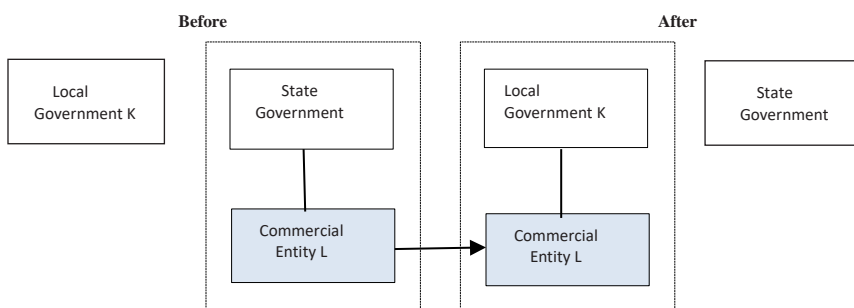 Before
After
Local
Government K
State
Government
Local
Government K
State
Government
Commercial
Entity L
Commercial
Entity L